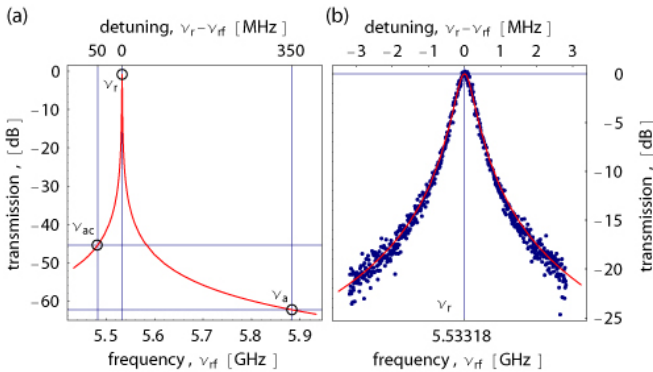 (a)
detuning, νr−νrf [MHz]
50 0 350
0
−10
−20
−30
−40
−50
−60
transmission, [dB]
νr
νac
νa
5.5 5.6 5.7 5.8 5.9
frequency, νrf [GHz]
(b)
detuning, νr−νrf [MHz]
−3 −2 −1 0 1 2 3
0
−5
−10
−15
−20
−25
transmission, [dB]
νr
5.53318
frequency, νrf [GHz]